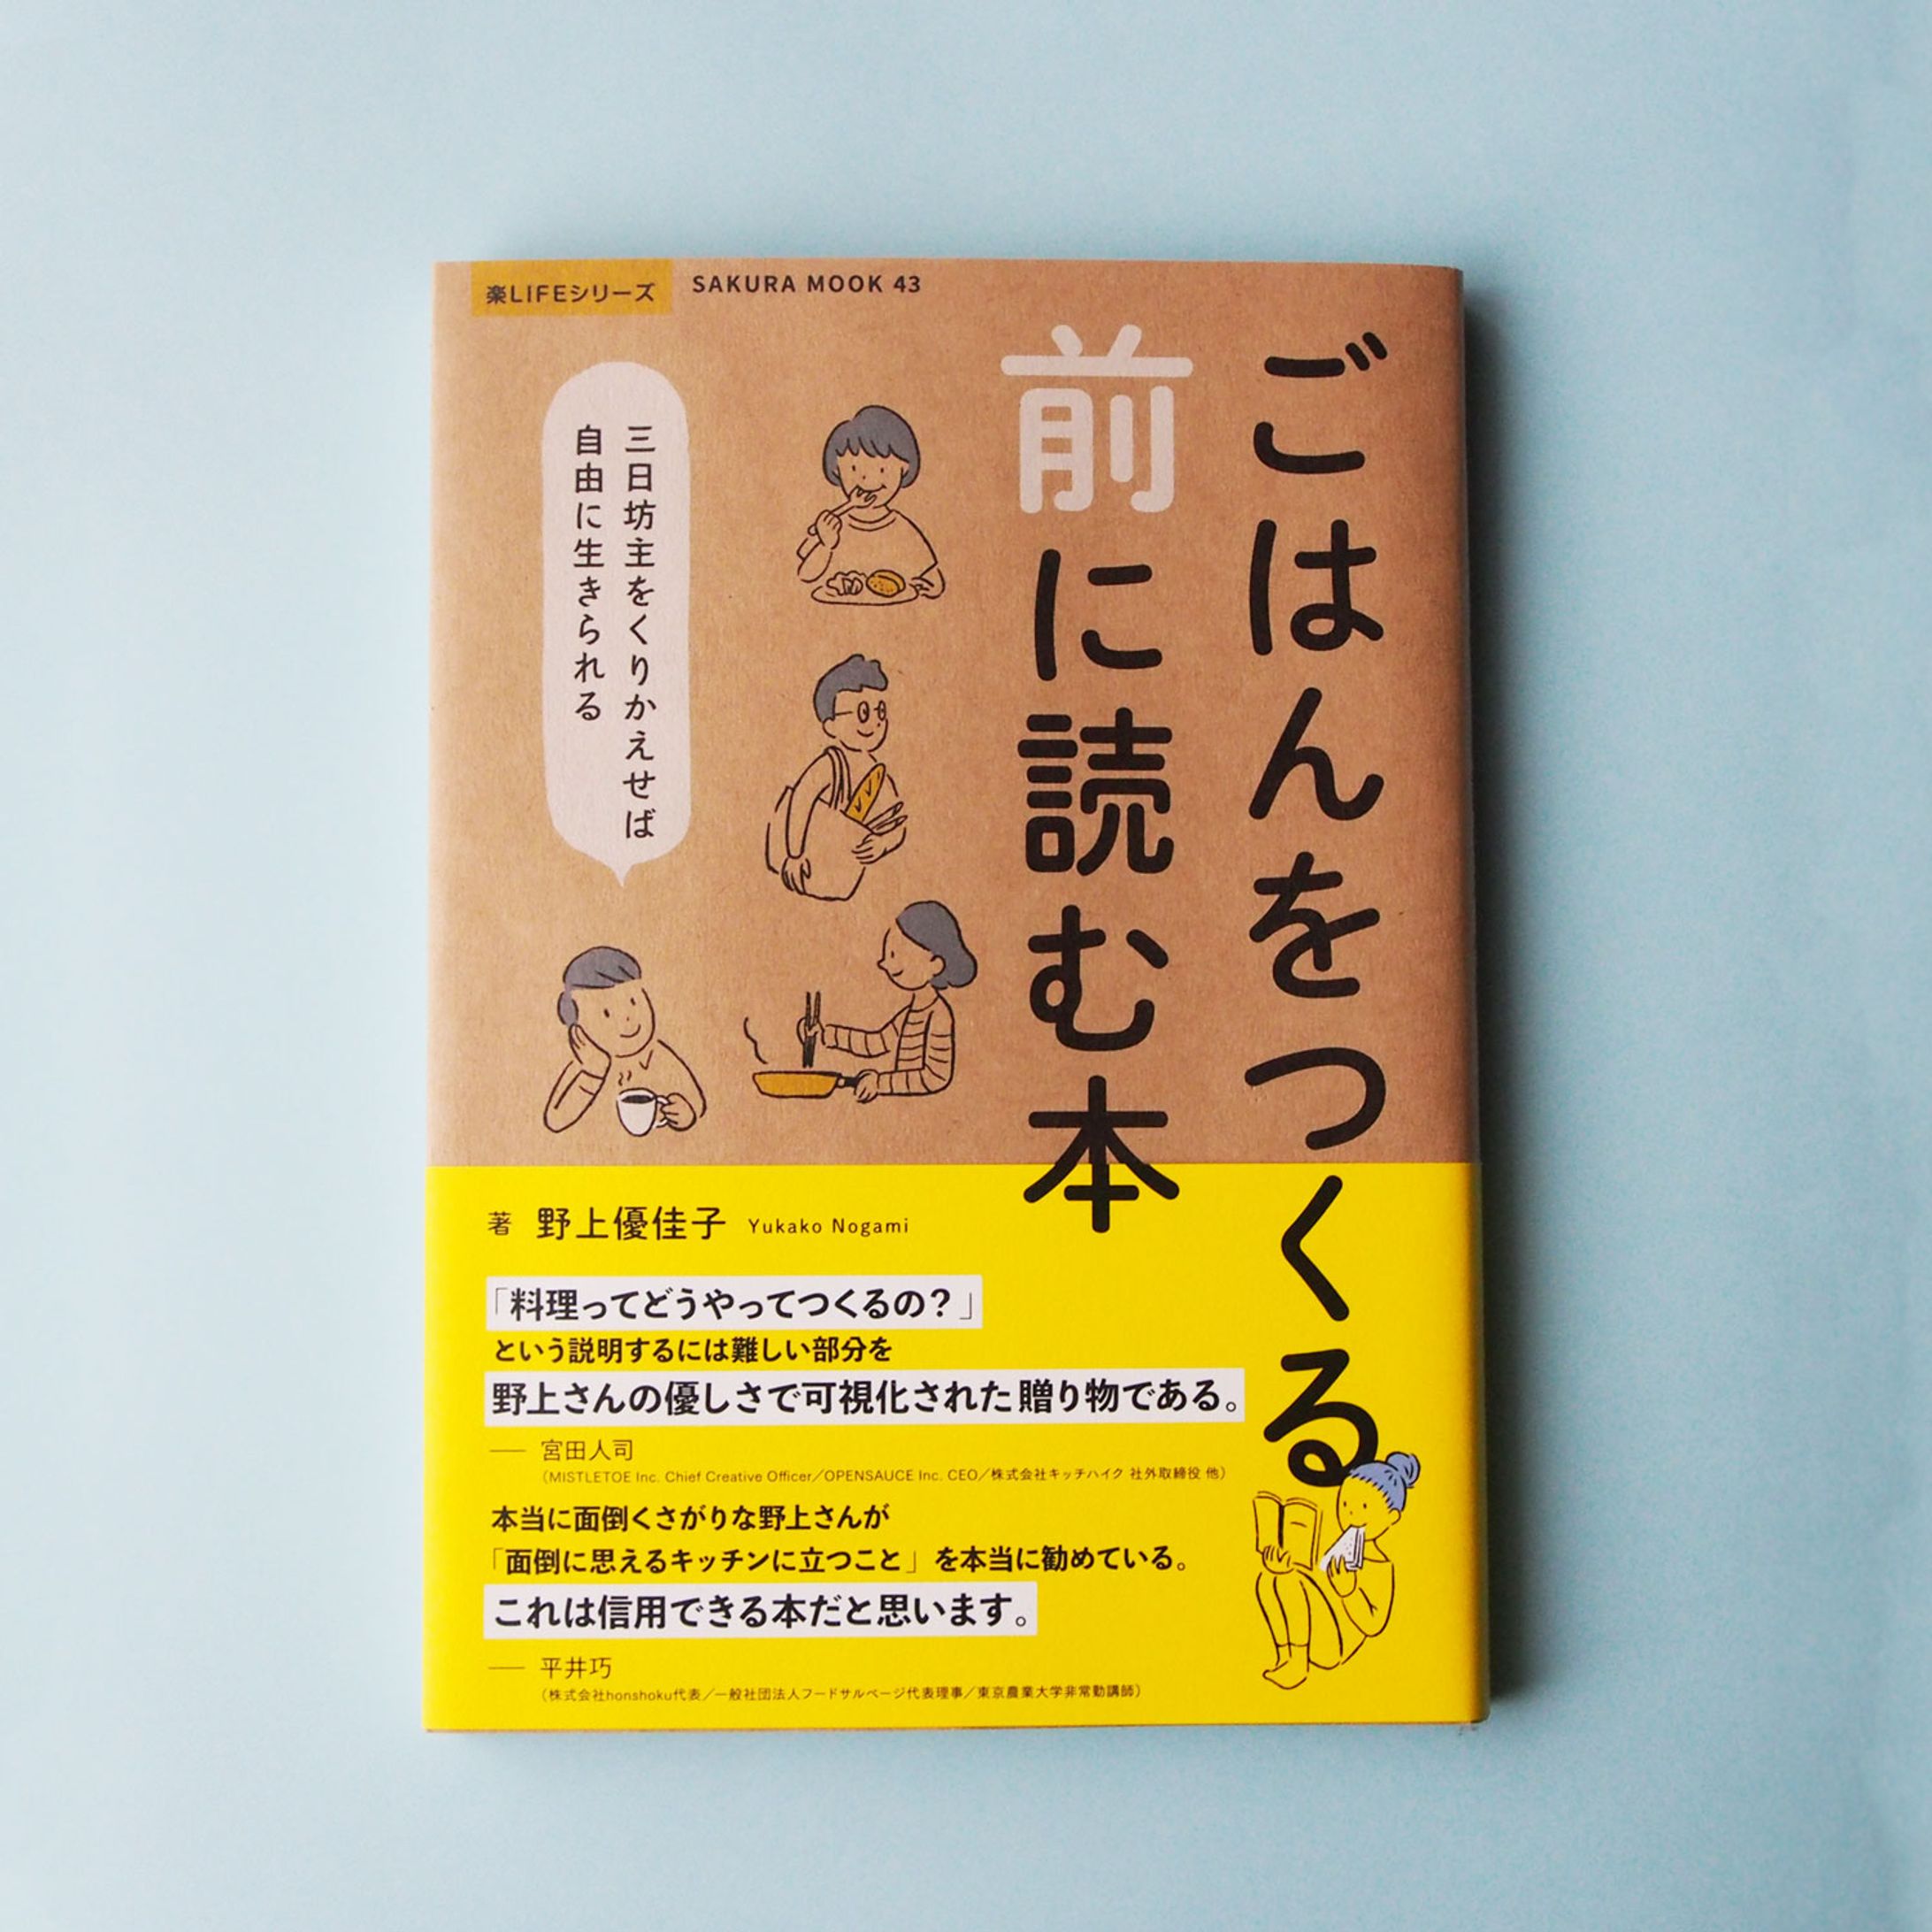 楽LIFEシリーズ
SAKURA MOOK 43
ごはんをつくる
前に読む本
三日坊主をくりかえせば
自由に生きられる
著 野上優佳子 Yukako Nogami
「料理ってどうやってつくるの？」
という説明するには難しい部分を
野上さんの優しさで可視化された贈り物である。
── 宮田人司
（MISTLETOE Inc. Chief Creative Officer／OPENSAUCE Inc. CEO／株式会社キッチハイク 社外取締役 他）
本当に面倒くさがりな野上さんが
「面倒に思えるキッチンに立つこと」を本当に勧めている。
これは信用できる本だと思います。
── 平井巧
（株式会社honshoku代表／一般社団法人フードサルベージ代表理事／東京農業大学非常勤講師）